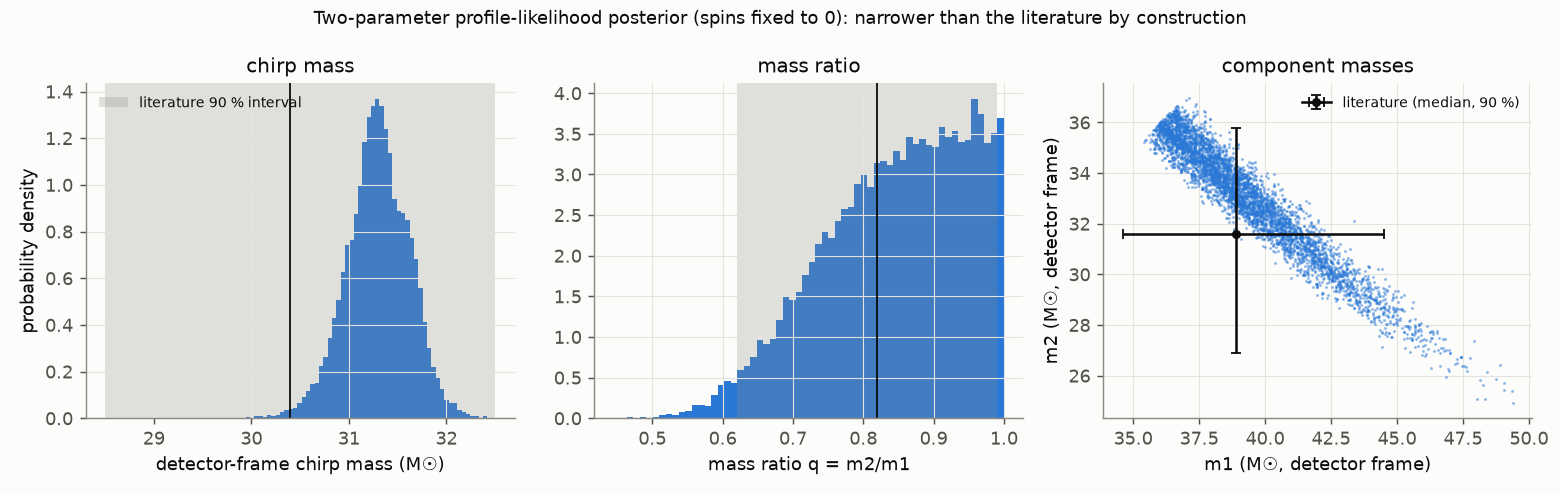 Two-parameter profile-likelihood posterior (spins fixed to 0): narrower than the literature by construction
chirp mass
literature 90 % interval
probability density
1.4
1.2
1.0
0.8
0.6
0.4
0.2
0.0
29 30 31 32
detector-frame chirp mass (M☉)
mass ratio
4.0
3.5
3.0
2.5
2.0
1.5
1.0
0.5
0.0
0.5 0.6 0.7 0.8 0.9 1.0
mass ratio q = m2/m1
component masses
literature (median, 90 %)
m2 (M☉, detector frame)
36
34
32
30
28
26
35.0 37.5 40.0 42.5 45.0 47.5 50.0
m1 (M☉, detector frame)